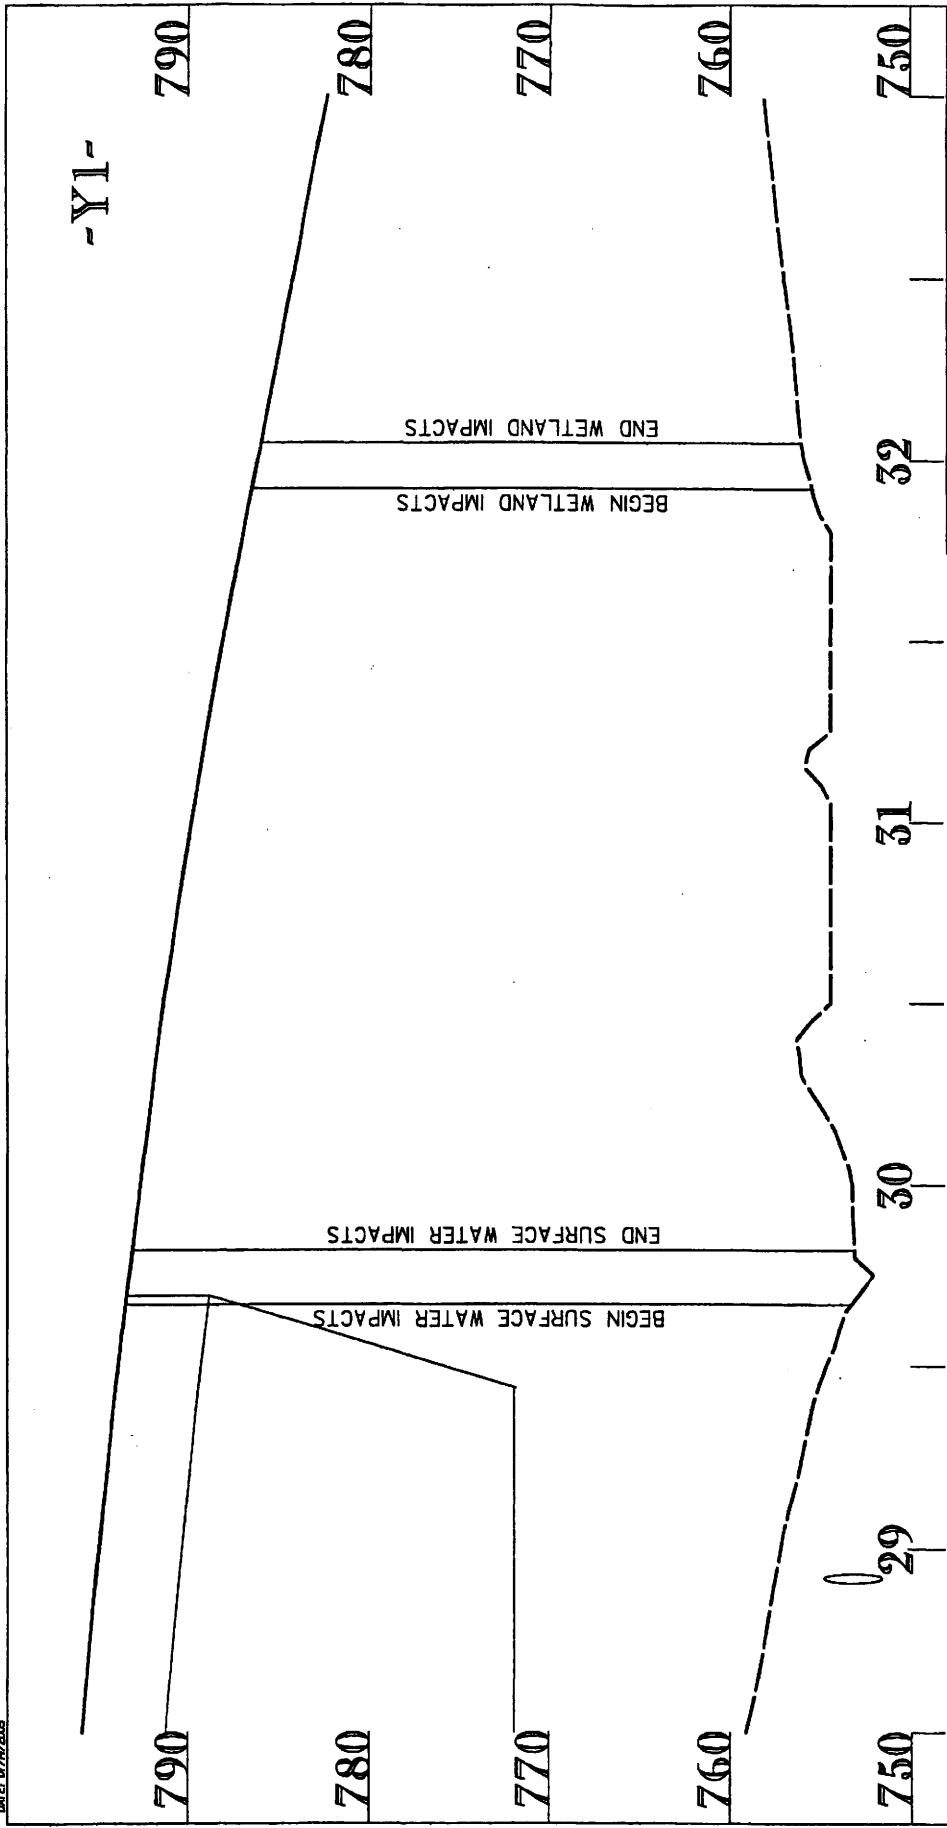 -Y1-
790
780
770
760
750
790
780
770
760
750
BEGIN SURFACE WATER IMPACTS
END SURFACE WATER IMPACTS
BEGIN WETLAND IMPACTS
END WETLAND IMPACTS
29
30
31
32